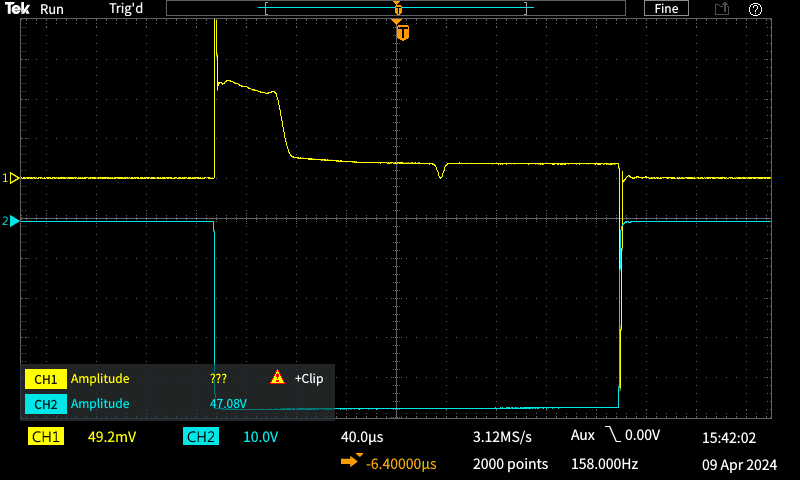 Tek Run Trig'd Fine ?
T
T
1
2
CH1 Amplitude ??? +Clip
CH2 Amplitude 47.08V
CH1 49.2mV CH2 10.0V 40.0µs 3.12MS/s Aux 0.00V 15:42:02
-6.40000µs 2000 points 158.000Hz 09 Apr 2024